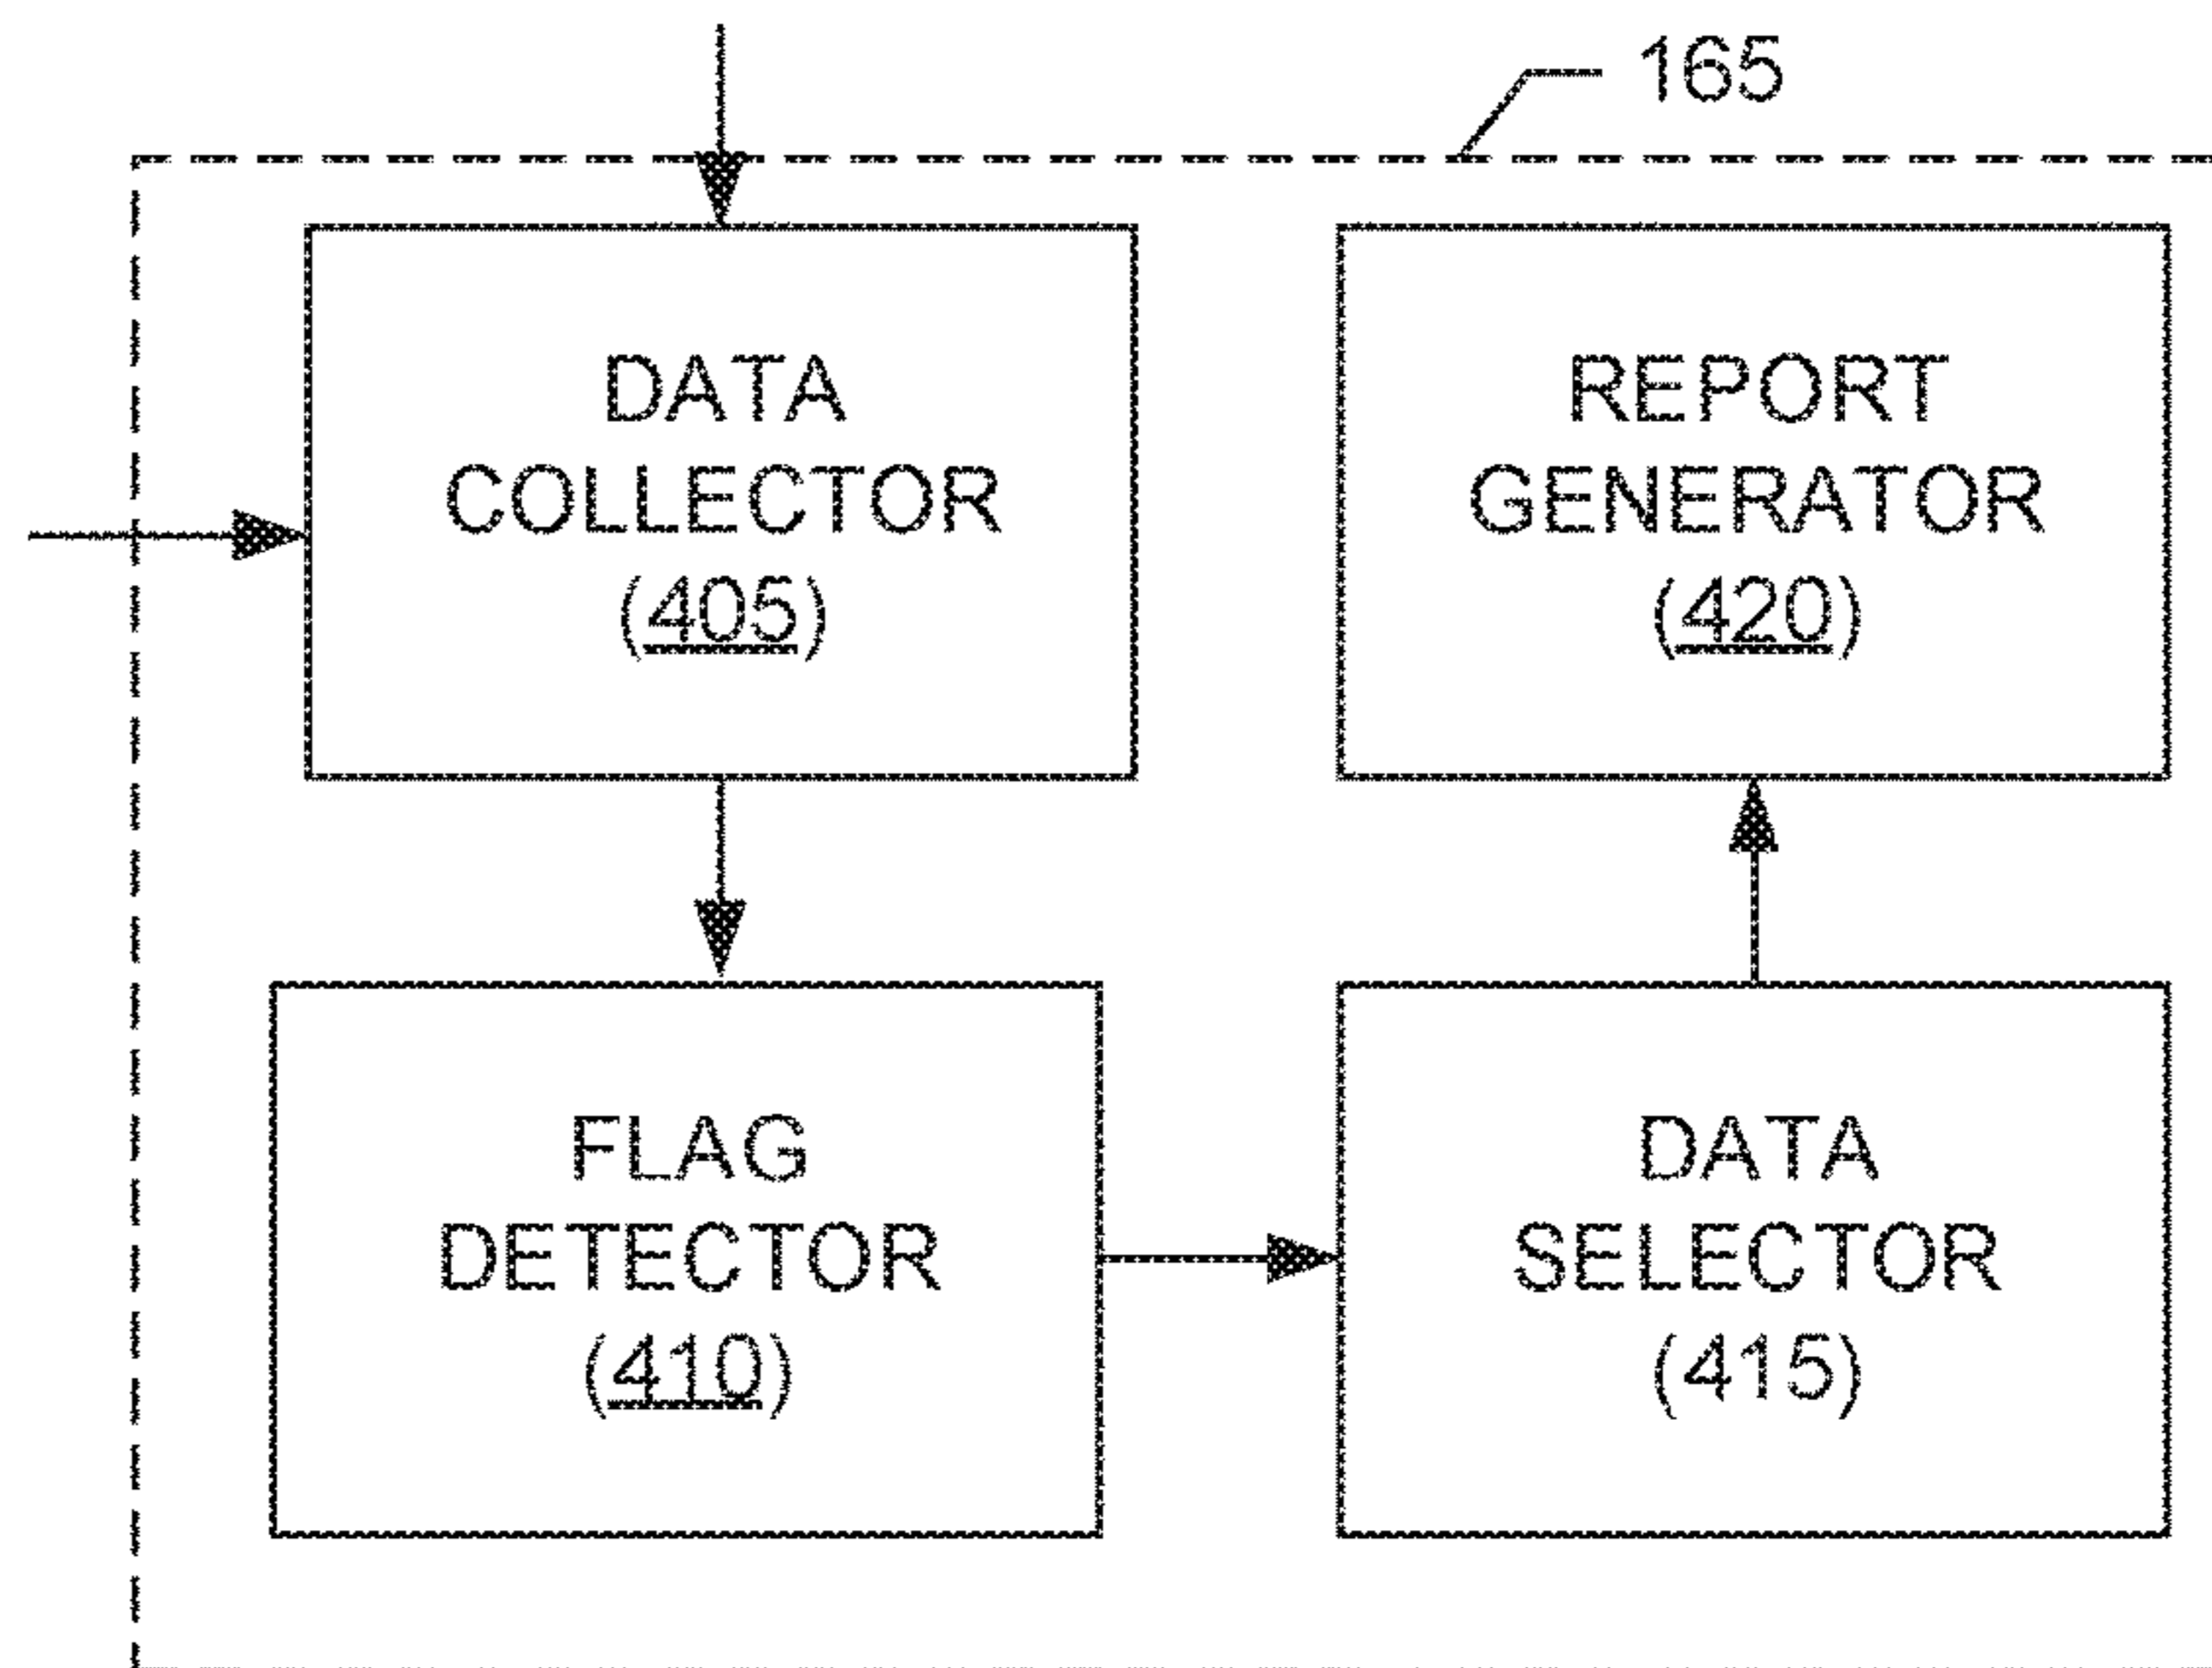 165
DATA
COLLECTOR
(405)
REPORT
GENERATOR
(420)
FLAG
DETECTOR
(410)
DATA
SELECTOR
(415)